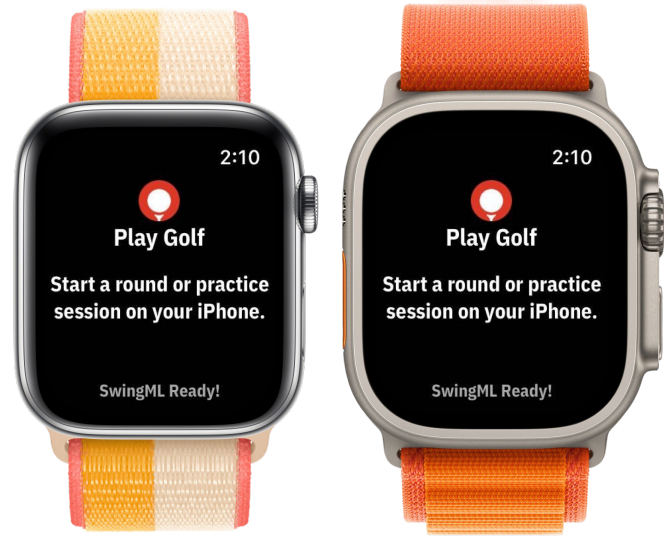 2:10
Play Golf
Start a round or practice
session on your iPhone.
SwingML Ready!
2:10
Play Golf
Start a round or practice
session on your iPhone.
SwingML Ready!